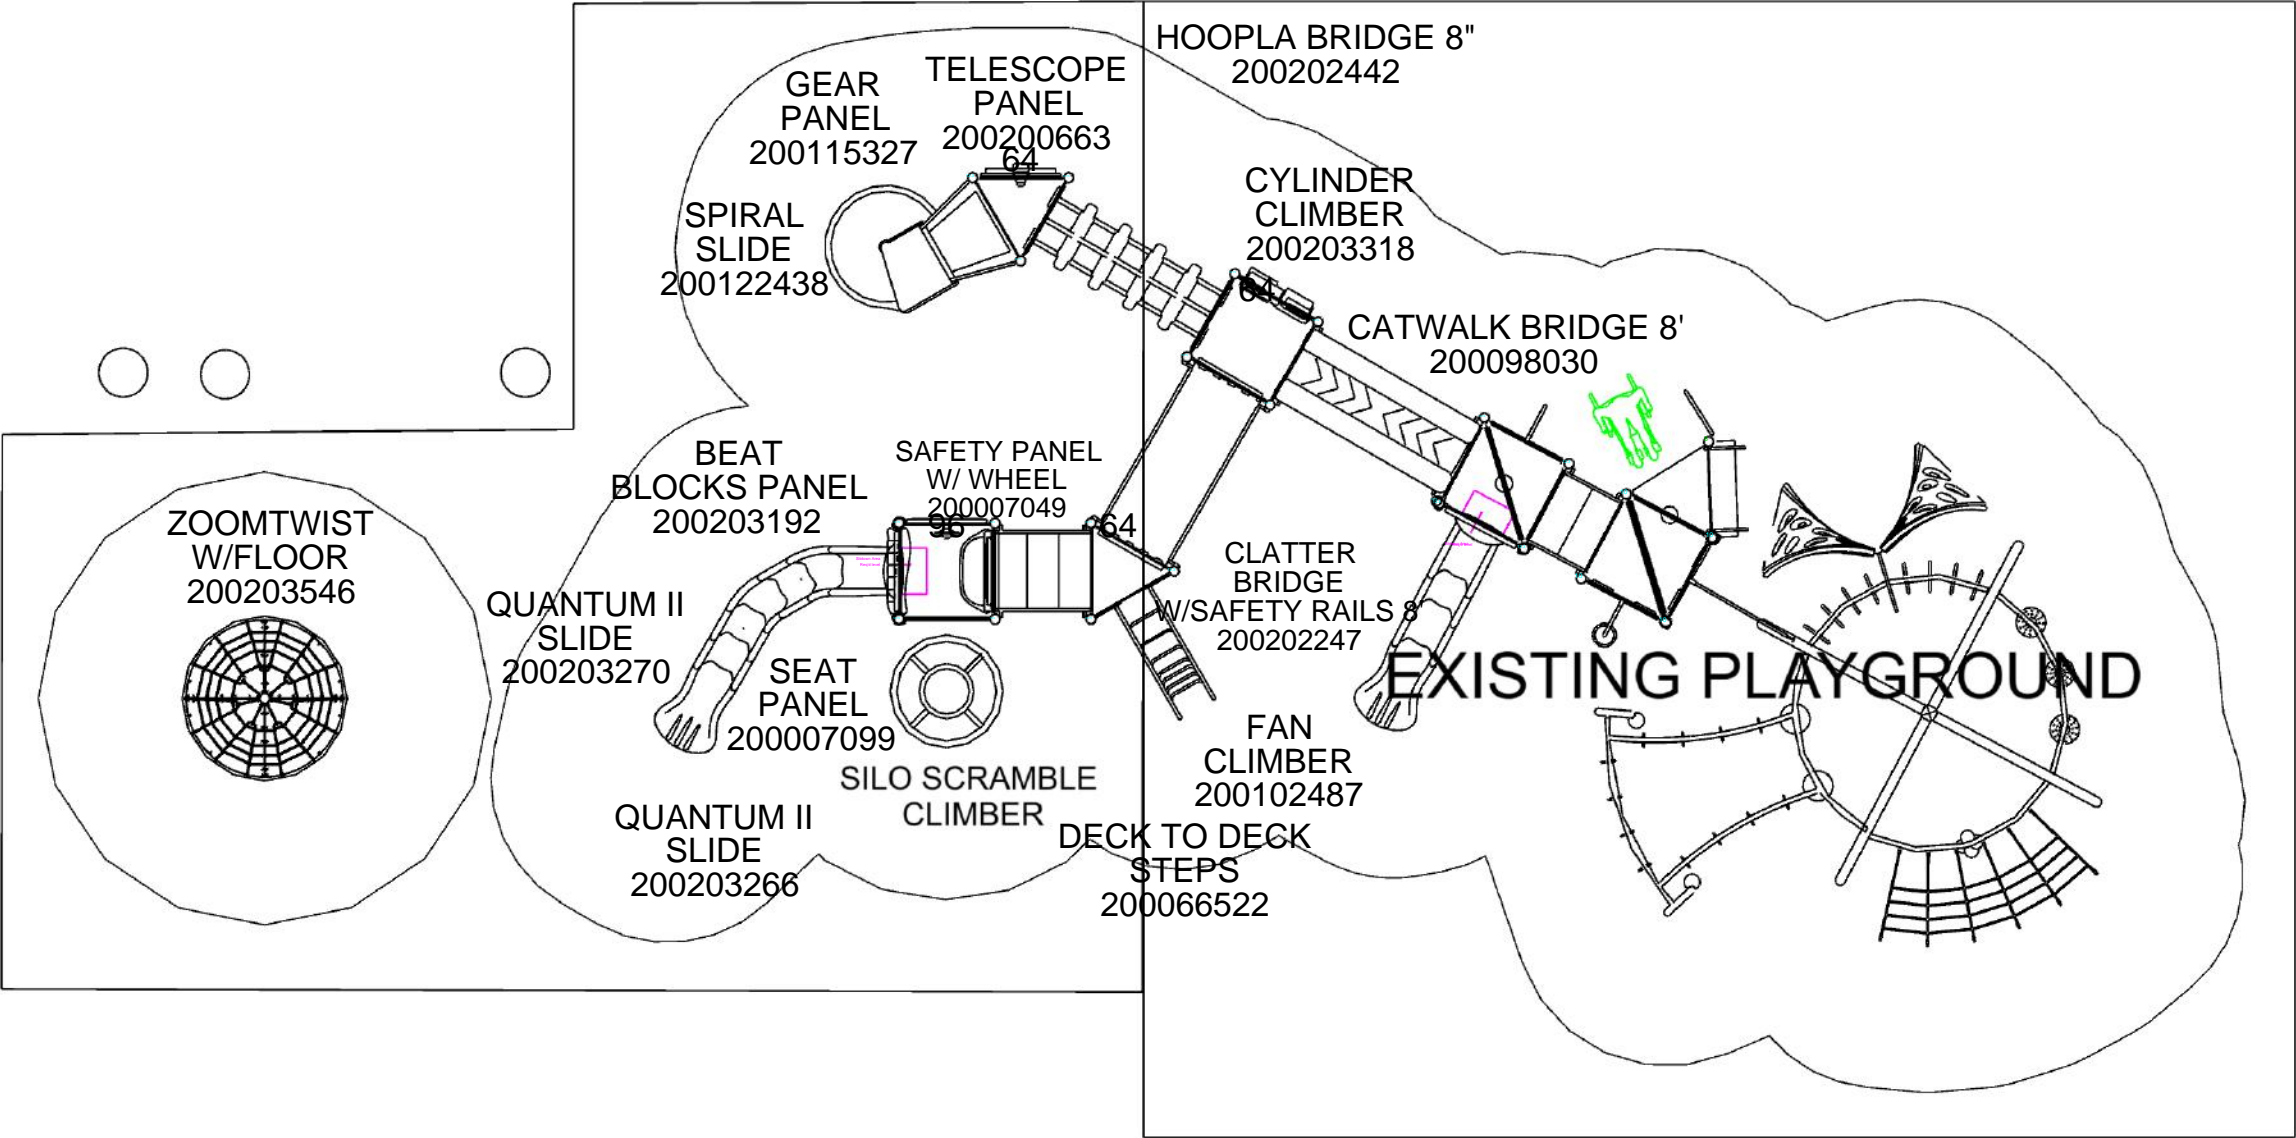 HOOPLA BRIDGE 8"
200202442
GEAR
PANEL
200115327
TELESCOPE
PANEL
200200663
64
SPIRAL
SLIDE
200122438
CYLINDER
CLIMBER
200203318
64
CATWALK BRIDGE 8'
200098030
BEAT
BLOCKS PANEL
200203192
SAFETY PANEL
W/ WHEEL
200007049
96
64
ZOOMTWIST
W/FLOOR
200203546
QUANTUM II
SLIDE
200203270
SEAT
PANEL
200007099
CLATTER
BRIDGE
W/SAFETY RAILS 8'
200202247
EXISTING PLAYGROUND
SILO SCRAMBLE
CLIMBER
FAN
CLIMBER
200102487
QUANTUM II
SLIDE
200203266
DECK TO DECK
STEPS
200066522